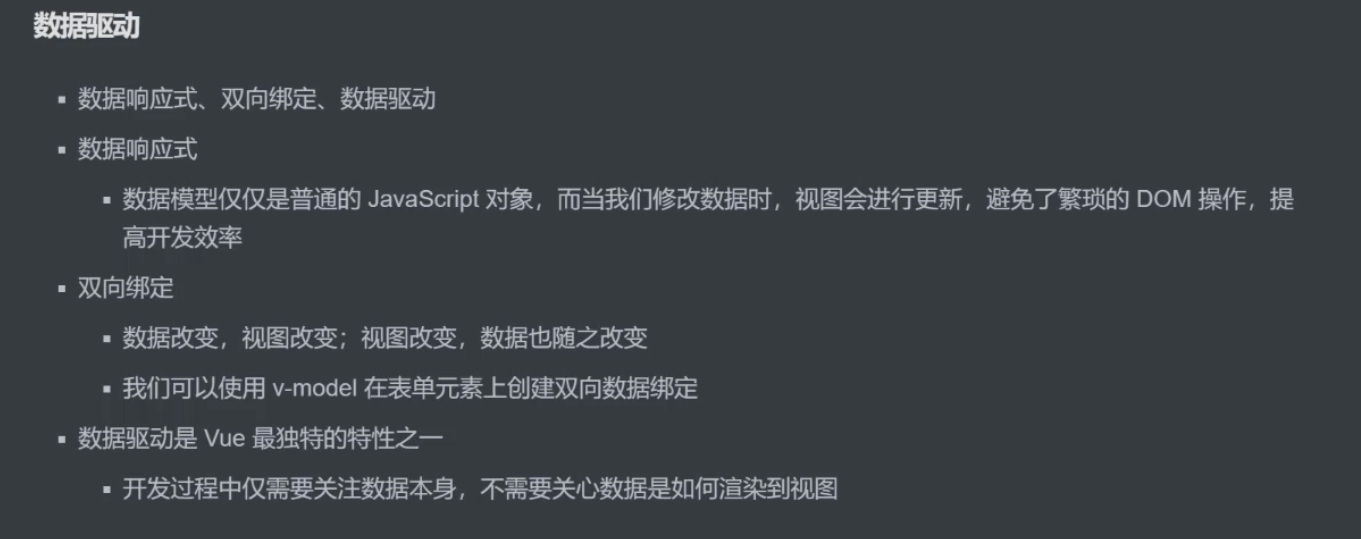 数据驱动
数据响应式、双向绑定、数据驱动
数据响应式
数据模型仅仅是普通的 JavaScript 对象，而当我们修改数据时，视图会进行更新，避免了繁琐的 DOM 操作，提
高开发效率
双向绑定
数据改变，视图改变；视图改变，数据也随之改变
我们可以使用 v-model 在表单元素上创建双向数据绑定
数据驱动是 Vue 最独特的特性之一
开发过程中仅需要关注数据本身，不需要关心数据是如何渲染到视图